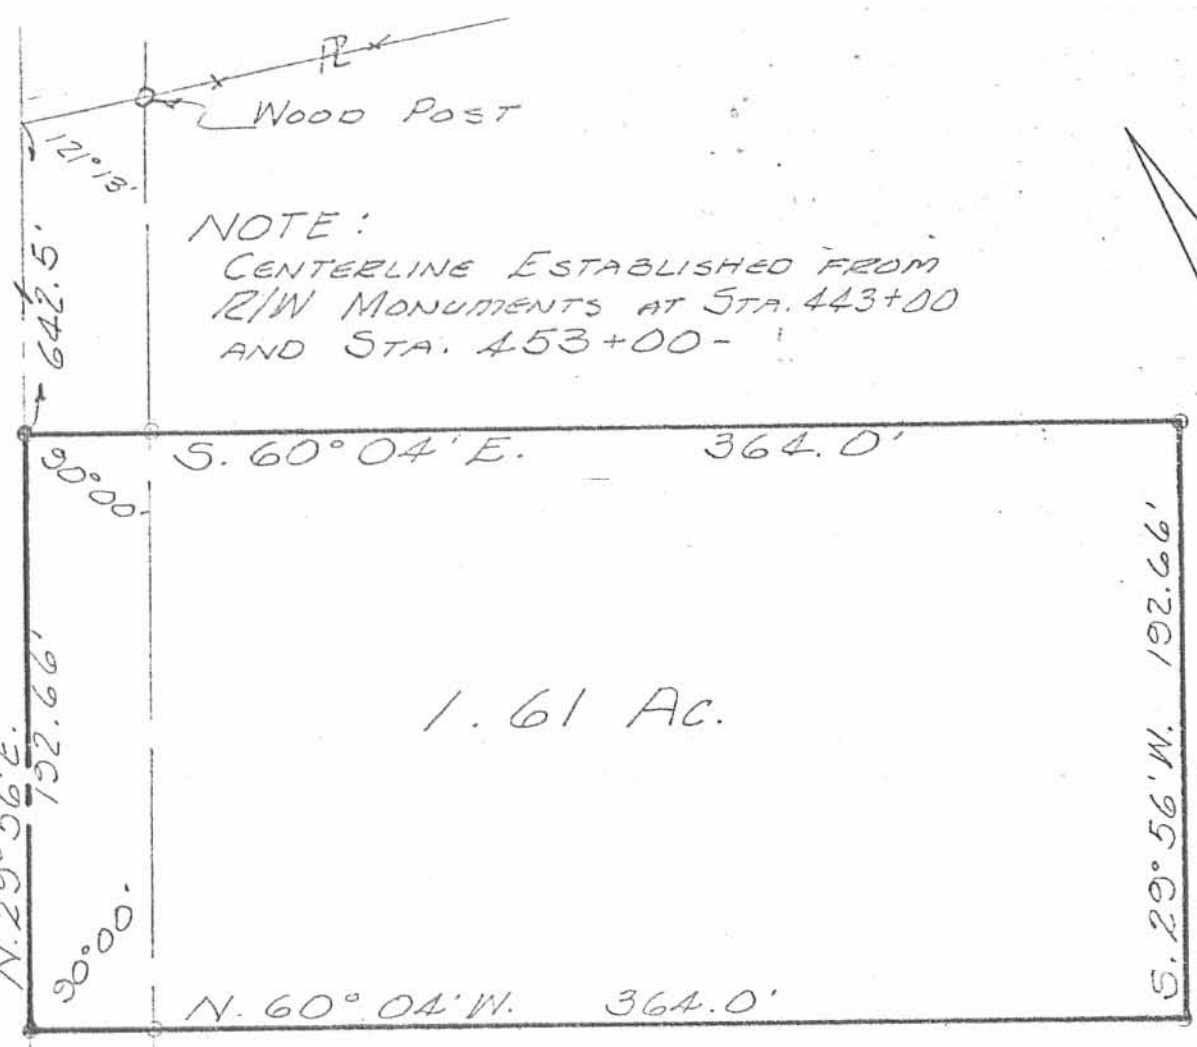 PL
WOOD POST
121°13'
642.5'
NOTE:
CENTERLINE ESTABLISHED FROM
R/W MONUMENTS AT STA. 443+00
AND STA. 453+00-
S. 60° 04' E. 364.0'
90°00'
N. 29° 56' E.
192.66'
1.61 AC.
S. 29° 56' W. 192.66'
90°00'
N. 60° 04' W. 364.0'